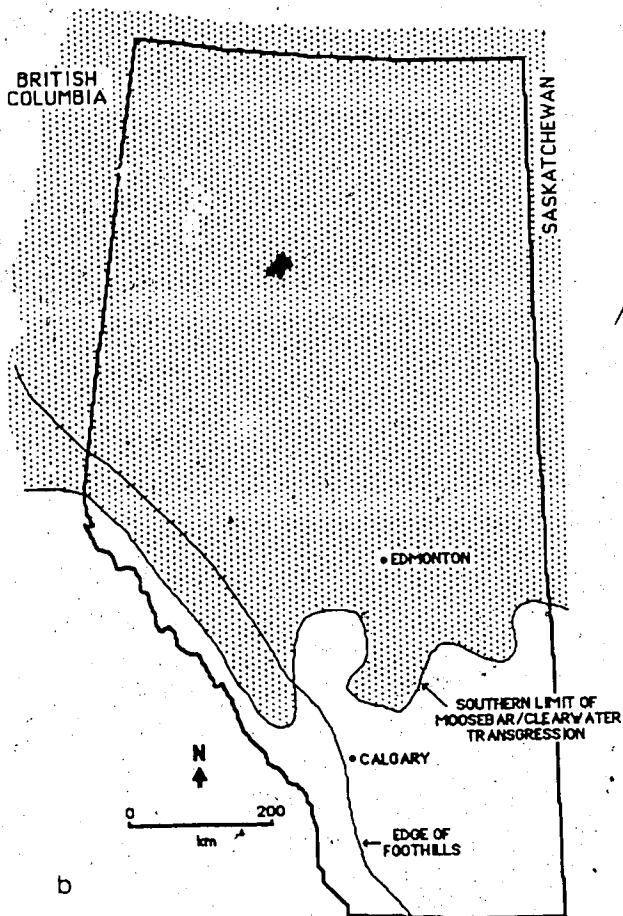 BRITISH
COLUMBIA
SASKATCHEWAN
EDMONTON
SOUTHERN LIMIT OF
MOOSEBAR/CLEARWATER
TRANSGRESSION
N
CALGARY
0 200
km
EDGE OF
FOOTHILLS
b